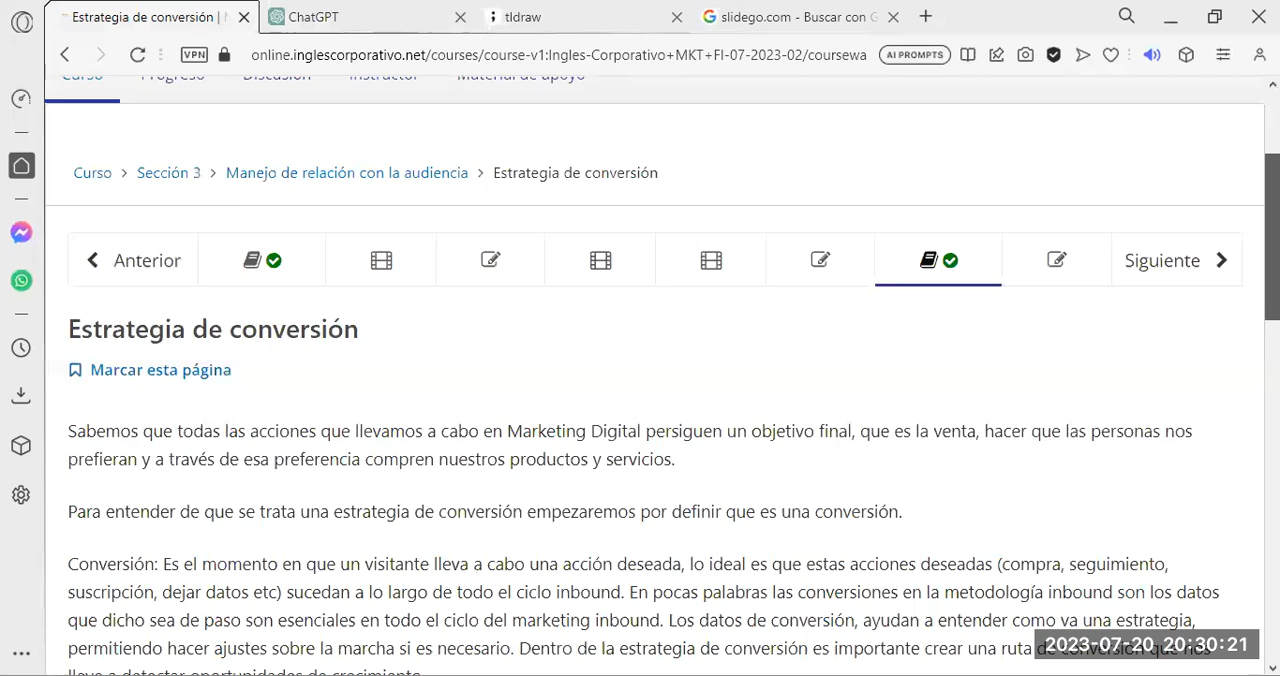 Estrategia de conversión |
ChatGPT
tldraw
slidego.com - Buscar con G
VPN
online.inglescorporativo.net/courses/course-v1:Ingles-Corporativo+MKT+FI-07-2023-02/coursewa
AI PROMPTS
Curso Progreso Discusión Instructor Material de apoyo
Curso > Sección 3 > Manejo de relación con la audiencia > Estrategia de conversión
Anterior
Siguiente
Estrategia de conversión
Marcar esta página
Sabemos que todas las acciones que llevamos a cabo en Marketing Digital persiguen un objetivo final, que es la venta, hacer que las personas nos
prefieran y a través de esa preferencia compren nuestros productos y servicios.
Para entender de que se trata una estrategia de conversión empezaremos por definir que es una conversión.
Conversión: Es el momento en que un visitante lleva a cabo una acción deseada, lo ideal es que estas acciones deseadas (compra, seguimiento,
suscripción, dejar datos etc) sucedan a lo largo de todo el ciclo inbound. En pocas palabras las conversiones en la metodología inbound son los datos
que dicho sea de paso son esenciales en todo el ciclo del marketing inbound. Los datos de conversión, ayudan a entender como va una estrategia,
permitiendo hacer ajustes sobre la marcha si es necesario. Dentro de la estrategia de conversión es importante crear una ruta de conversión que nos
lleve a detectar oportunidades de crecimiento.
2023-07-20 20:30:21